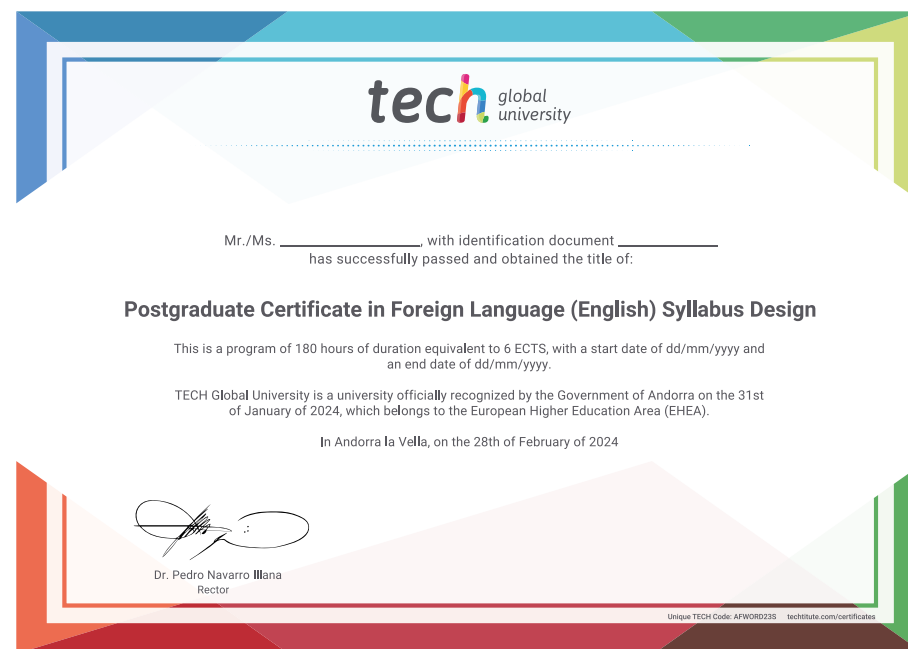 tech global
university
Mr./Ms. ____________________, with identification document ______________
has successfully passed and obtained the title of:
Postgraduate Certificate in Foreign Language (English) Syllabus Design
This is a program of 180 hours of duration equivalent to 6 ECTS, with a start date of dd/mm/yyyy and
an end date of dd/mm/yyyy.
TECH Global University is a university officially recognized by the Government of Andorra on the 31st
of January of 2024, which belongs to the European Higher Education Area (EHEA).
In Andorra la Vella, on the 28th of February of 2024
Dr. Pedro Navarro Illana
Rector
Unique TECH Code: AFWORD23S techtitute.com/certificates